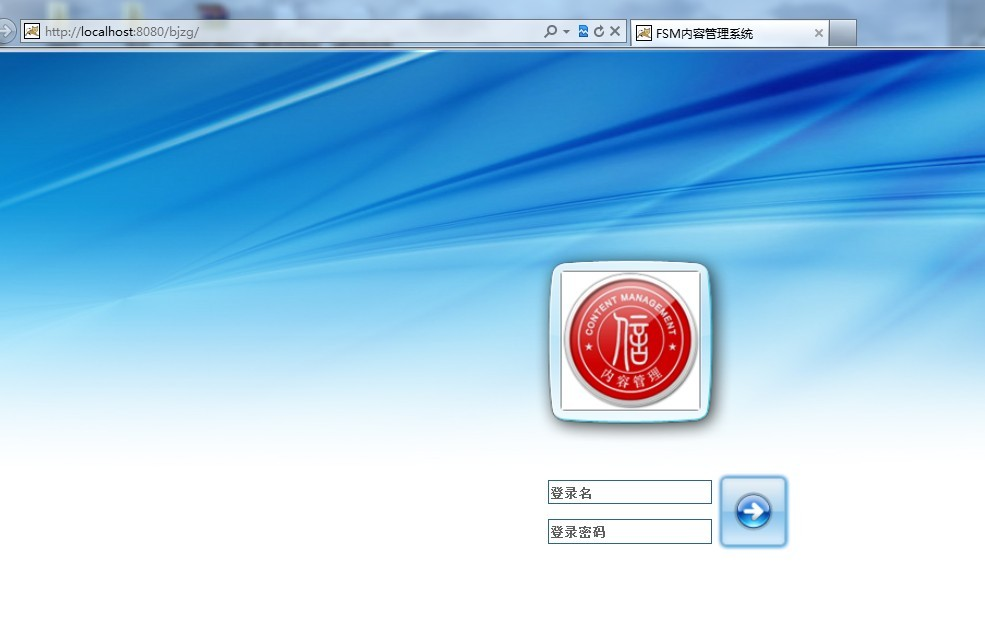 http://localhost:8080/bjzg/
FSM内容管理系统
CONTENT MANAGEMENT
信
内容管理
登录名
登录密码